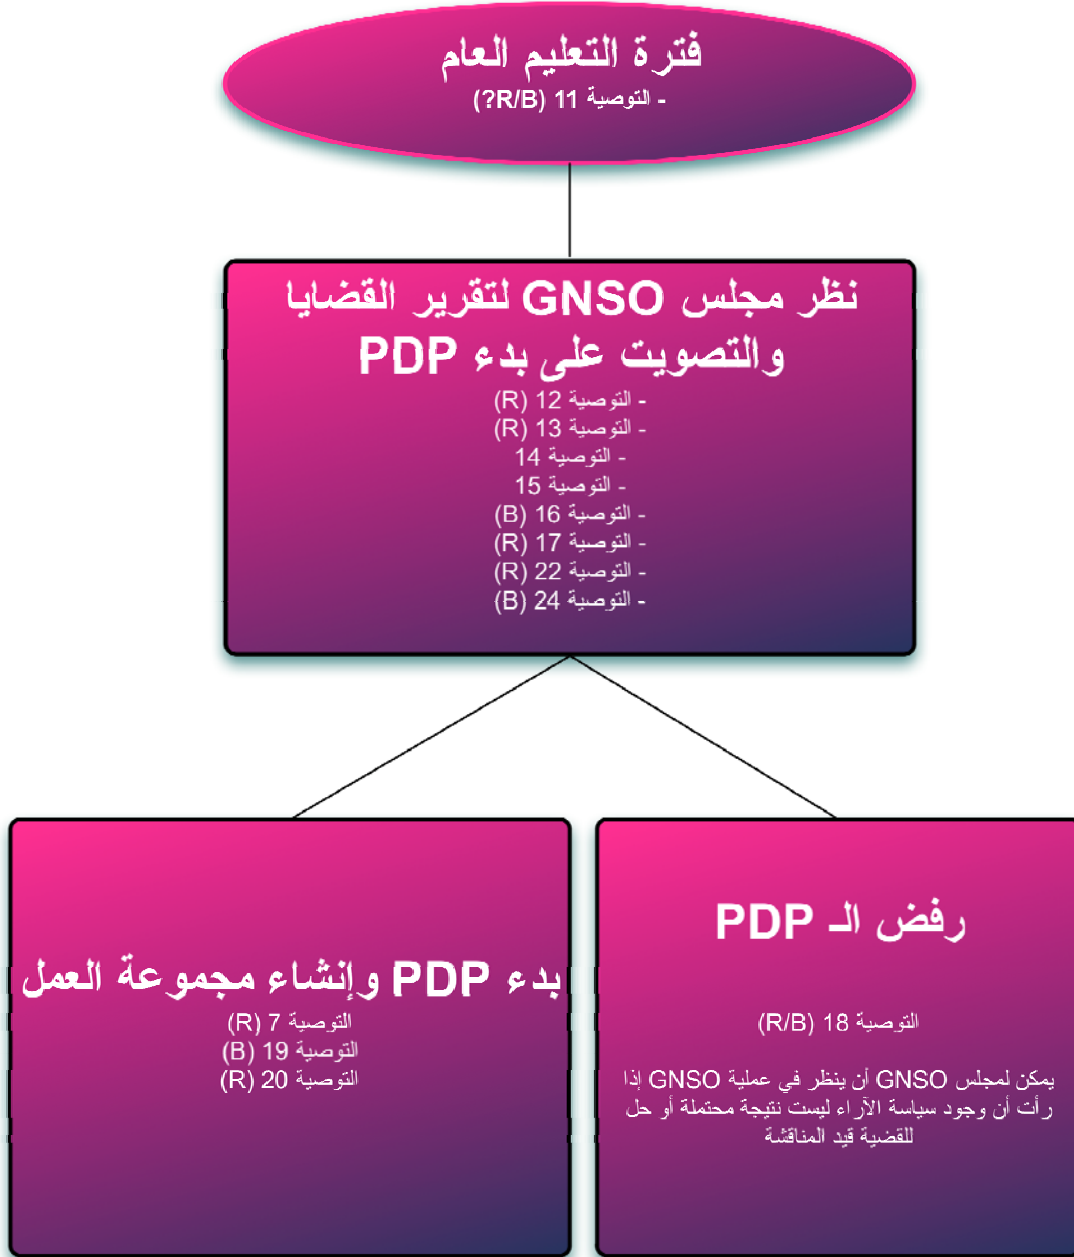 فترة التعليم العام
- التوصية 11 (R/B?)
نظر مجلس GNSO لتقرير القضايا
والتصويت على بدء PDP
- التوصية 12 (R)
- التوصية 13 (R)
- التوصية 14
- التوصية 15
- التوصية 16 (B)
- التوصية 17 (R)
- التوصية 22 (R)
- التوصية 24 (B)
بدء PDP وإنشاء مجموعة العمل
التوصية 7 (R)
التوصية 19 (B)
التوصية 20 (R)
رفض الـ PDP
التوصية 18 (R/B)
يمكن لمجلس GNSO أن ينظر في عملية GNSO إذا
رأت أن وجود سياسة الآراء ليست نتيجة محتملة أو حل
للقضية قيد المناقشة